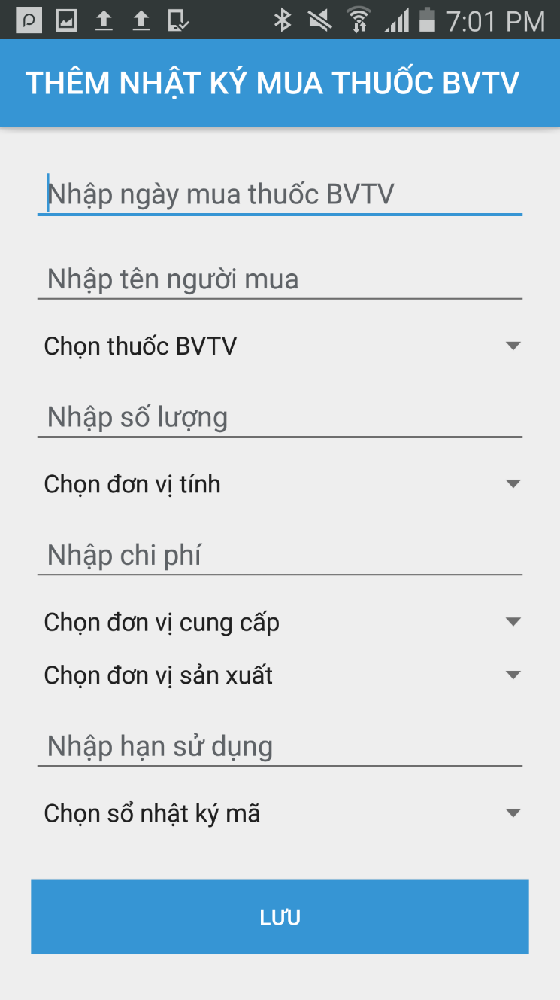 7:01 PM
THÊM NHẬT KÝ MUA THUỐC BVTV
Nhập ngày mua thuốc BVTV
Nhập tên người mua
Chọn thuốc BVTV
Nhập số lượng
Chọn đơn vị tính
Nhập chi phí
Chọn đơn vị cung cấp
Chọn đơn vị sản xuất
Nhập hạn sử dụng
Chọn sổ nhật ký mã
LƯU